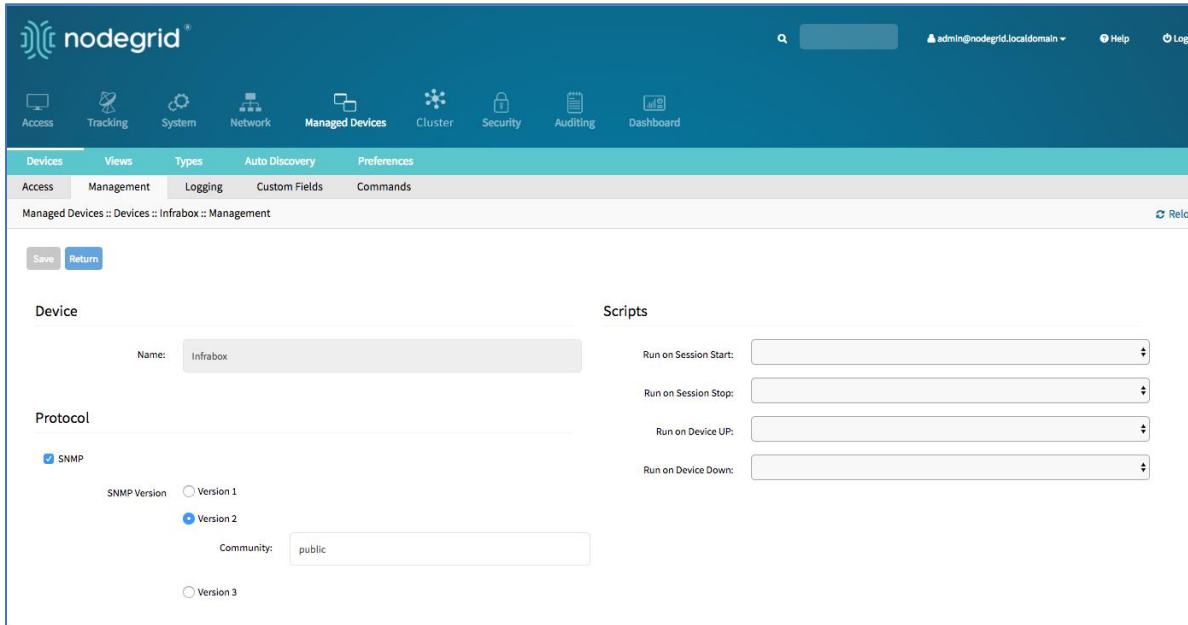 nodegrid®
admin@nodegrid.localdomain Help Log
Access Tracking System Network Managed Devices Cluster Security Auditing Dashboard
Devices Views Types Auto Discovery Preferences
Access Management Logging Custom Fields Commands
Managed Devices :: Devices :: Infrabox :: Management Relo
Save Return
Device
Name: Infrabox
Protocol
SNMP
SNMP Version Version 1
Version 2
Community: public
Version 3
Scripts
Run on Session Start:
Run on Session Stop:
Run on Device UP:
Run on Device Down: